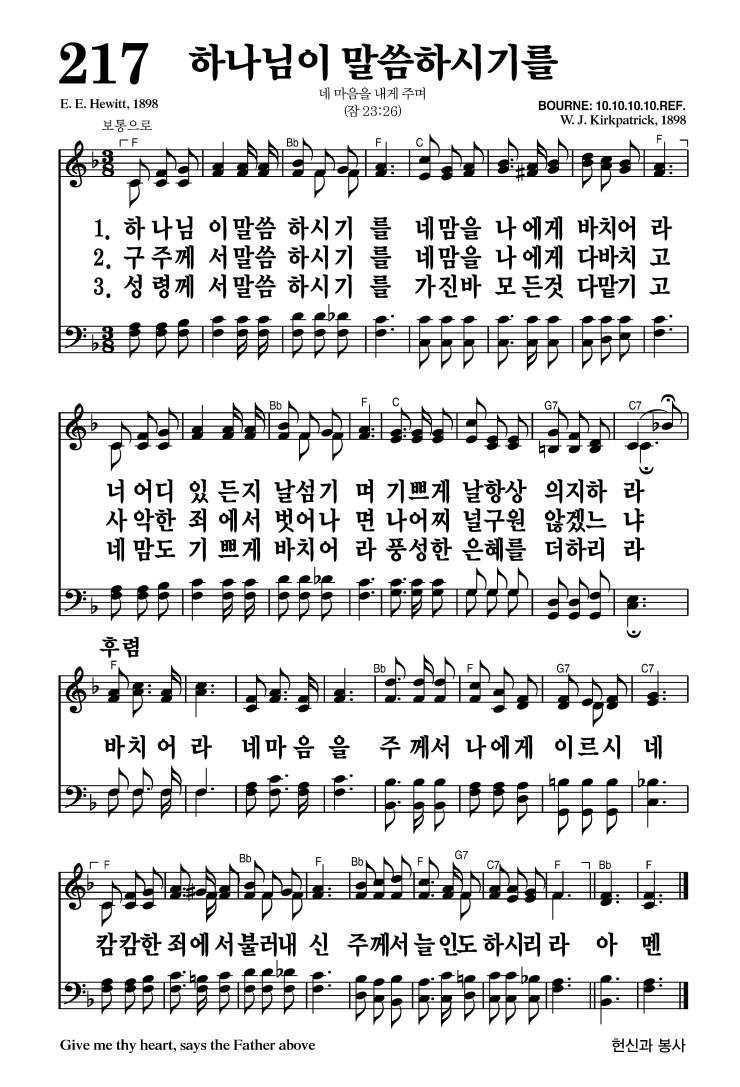 217 하나님이 말씀하시기를
네 마음을 내게 주며
(잠 23:26)
E. E. Hewitt, 1898
BOURNE: 10.10.10.10.REF.
W. J. Kirkpatrick, 1898
보통으로
F Bb F C F
3 8
1. 하 나님 이말씀 하시기 를 네맘을 나에게 바치어 라
2. 구 주께 서말씀 하시기 를 네맘을 나에게 다바치 고
3. 성 령께 서말씀 하시기 를 가진바 모든것 다맡기 고
3 8
Bb F C G7 C7
너 어디 있든지 날섬기 며 기쁘게 날항상 의지하 라
사 악한 죄에서 벗어나 면 나어찌 널구원 않겠느 냐
네 맘도 기쁘게 바치어 라 풍성한 은혜를 더하리 라
후렴
F Bb F G7 C7
바치 어 라 네마 음 을 주 께서 나에게 이르시 네
F Bb F Bb F G7 C7 F Bb F
캄캄한 죄에서 불러내 신 주께서 늘인도 하시리 라 아 멘
Give me thy heart, says the Father above
헌신과 봉사